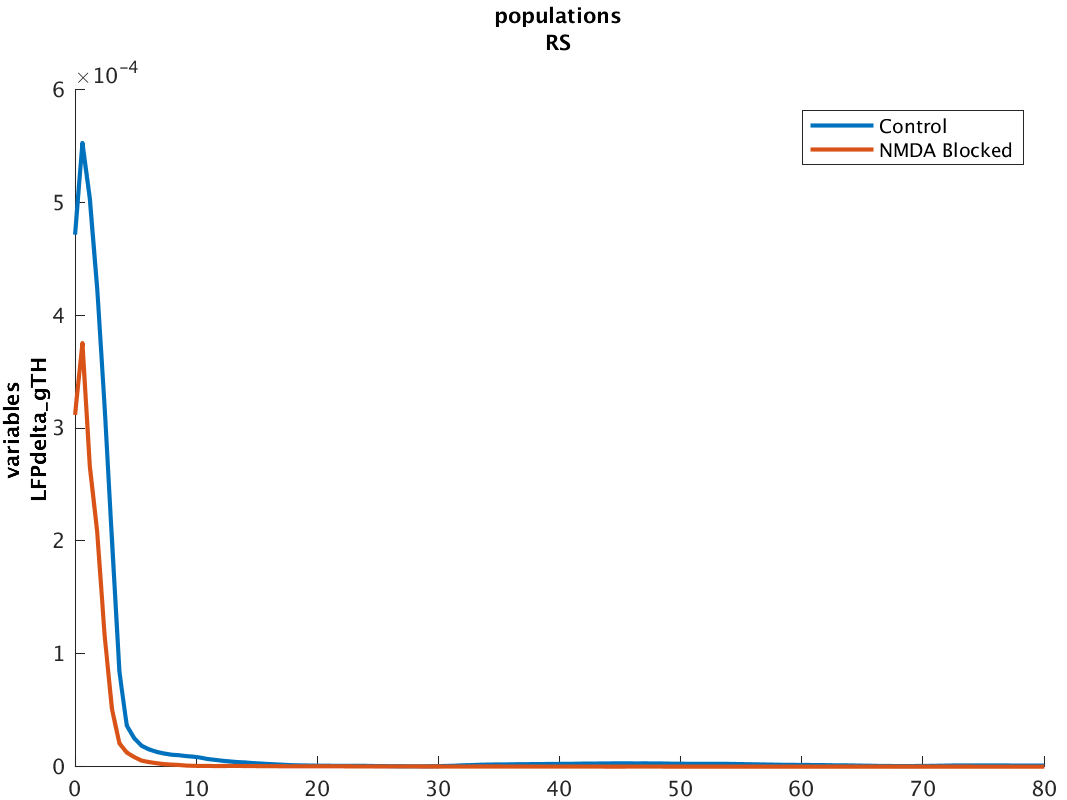 populations
RS
×10⁻⁴
6
5
4
3
2
1
0
variables
LFPdelta_gTH
Control
NMDA Blocked
0 10 20 30 40 50 60 70 80